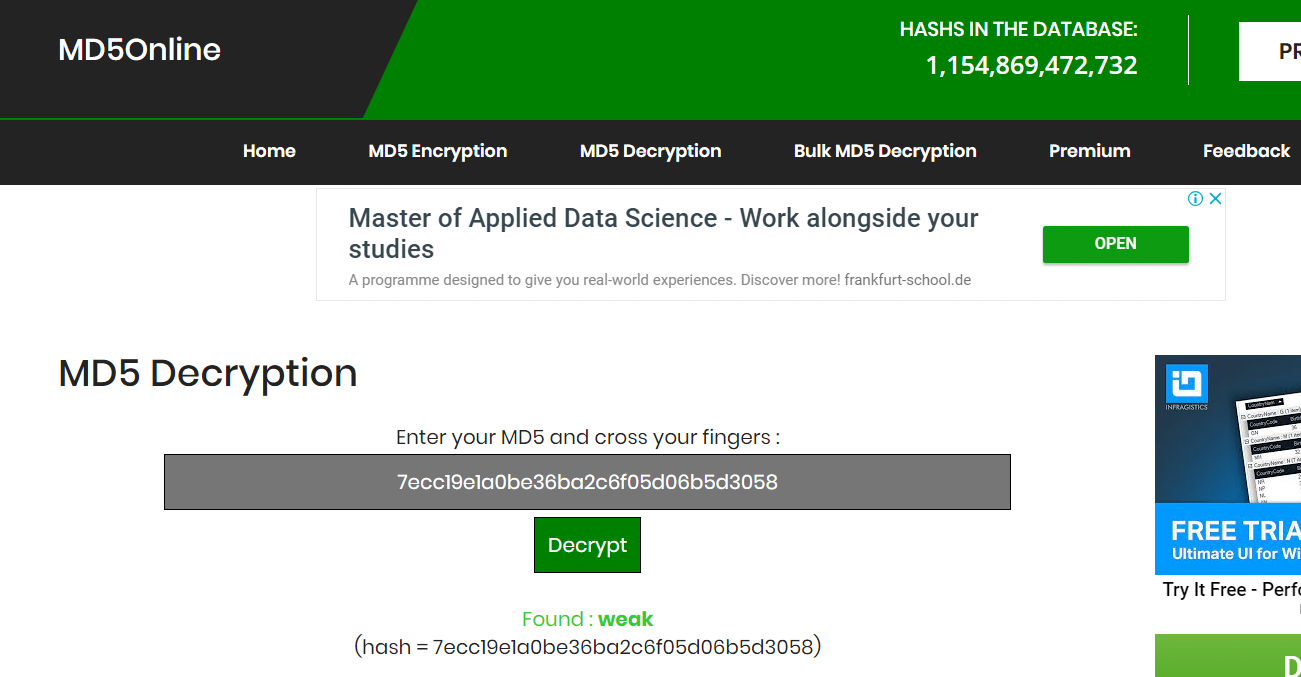 MD5Online
HASHS IN THE DATABASE:
1,154,869,472,732
Home MD5 Encryption MD5 Decryption Bulk MD5 Decryption Premium Feedback
Master of Applied Data Science - Work alongside your
studies
OPEN
A programme designed to give you real-world experiences. Discover more! frankfurt-school.de
MD5 Decryption
Enter your MD5 and cross your fingers :
7ecc19e1a0be36ba2c6f05d06b5d3058
Decrypt
Found : weak
(hash = 7ecc19e1a0be36ba2c6f05d06b5d3058)
INFRAGISTICS
FREE TRIA
Ultimate UI for Wi
Try It Free - Perfo